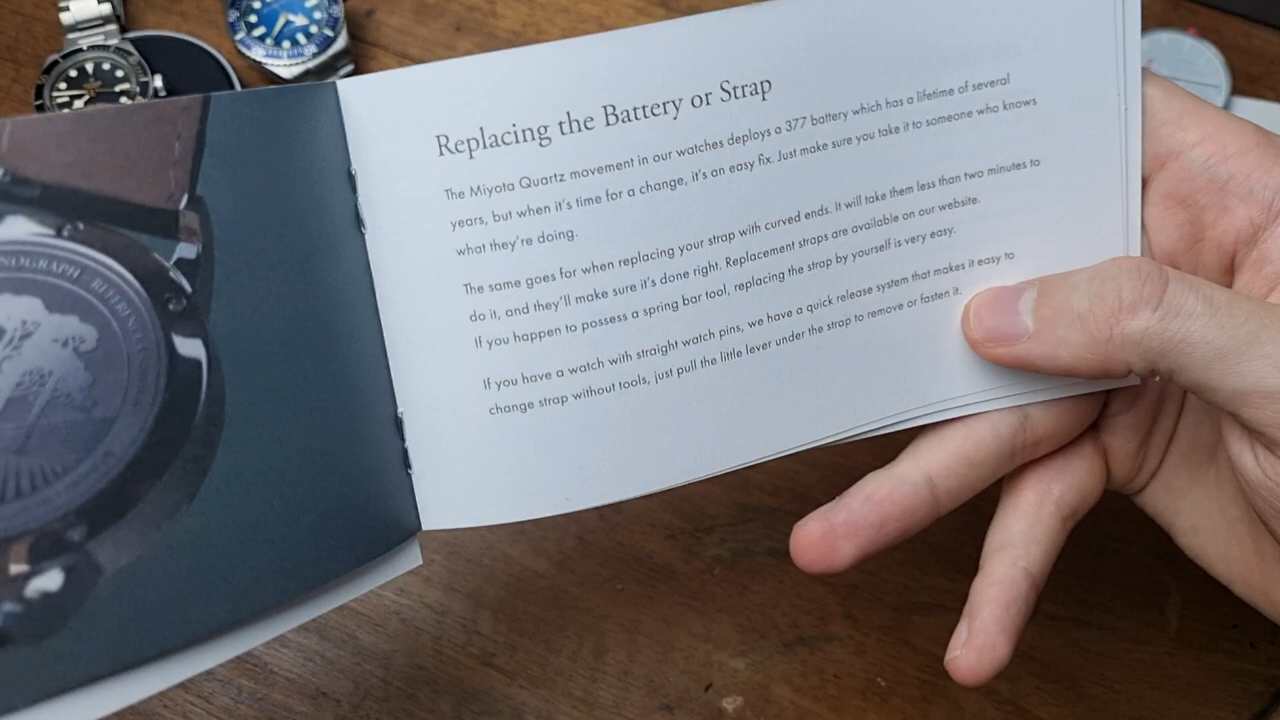 Replacing the Battery or Strap
The Miyota Quartz movement in our watches deploys a 377 battery which has a lifetime of several
years, but when it's time for a change, it's an easy fix. Just make sure you take it to someone who knows
what they're doing.
The same goes for when replacing your strap with curved ends. It will take them less than two minutes to
do it, and they'll make sure it's done right. Replacement straps are available on our website.
If you happen to possess a spring bar tool, replacing the strap by yourself is very easy.
If you have a watch with straight watch pins, we have a quick release system that makes it easy to
change strap without tools, just pull the little lever under the strap to remove or fasten it.